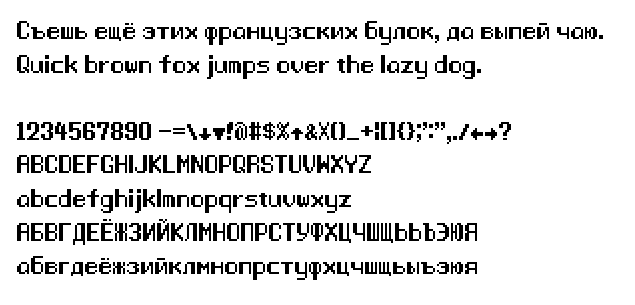 Съешь ещё этих французских булок, да выпей чаю.
Quick brown fox jumps over the lazy dog.
1234567890 -=\↓▼!@#$%↑&X()_+|[]{};':",./←→?
ABCDEFGHIJKLMNOPQRSTUVWXYZ
abcdefghijklmnopqrstuvwxyz
АБВГДЕЁЖЗИЙКЛМНОПРСТУФХЦЧШЩЬЫЪЭЮЯ
абвгдеёжзийклмнопрстуфхцчшщьыъэюя